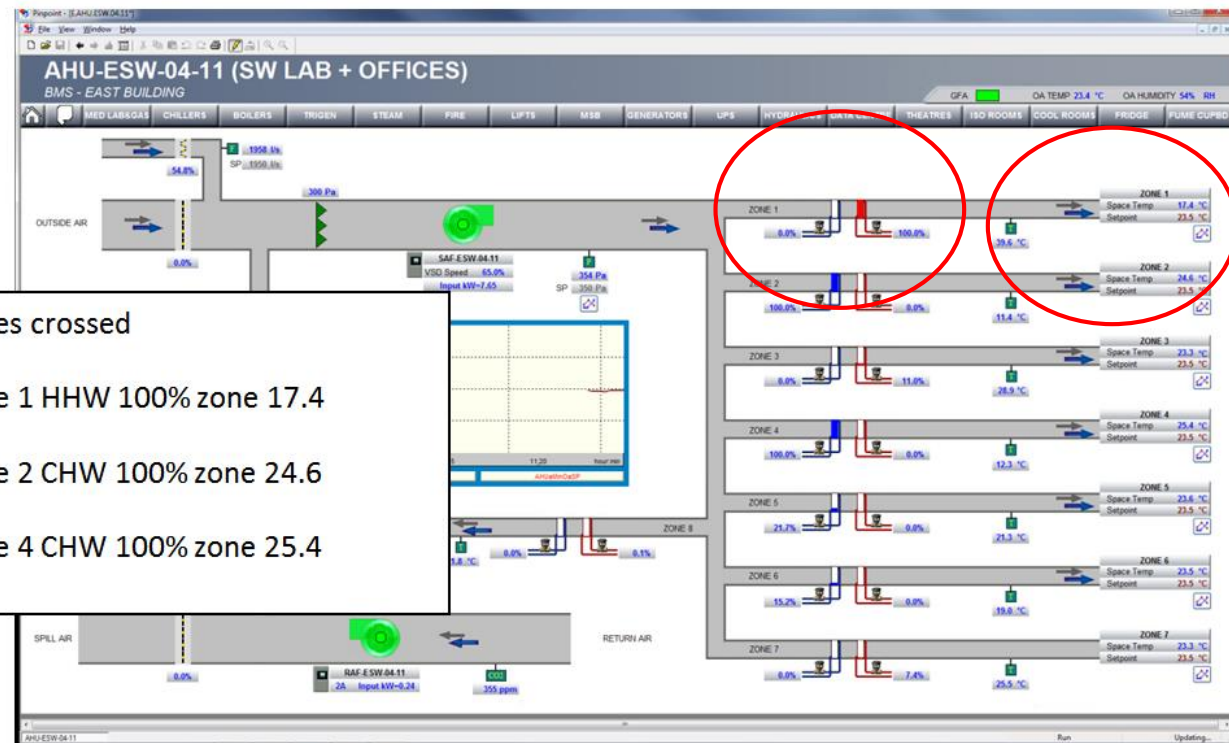 Pinpoint - [E.AHU.ESW.04.11*]
File View Window Help
AHU-ESW-04-11 (SW LAB + OFFICES)
BMS - EAST BUILDING
GFA OA TEMP 23.4 °C OA HUMIDITY 54% RH
MED LAB&GAS CHILLERS BOILERS TRIGEN STEAM FIRE LIFTS MSB GENERATORS UPS HYDRAULICS DATA THEATRES ISO ROOMS COOL ROOMS FRIDGE FUME CUPBD
F 1958 l/s
SP 1950 l/s
54.8%
300 Pa
OUTSIDE AIR
0.0%
SAF-ESW-04-11
VSD Speed 65.0%
Input kW=7.65
P
354 Pa
SP 350 Pa
ZONE 1
0.0% 100.0%
T
39.6 °C
ZONE 1
Space Temp 17.4 °C
Setpoint 23.5 °C
ZONE 2
100.0% 0.0%
T
11.4 °C
ZONE 2
Space Temp 24.6 °C
Setpoint 23.5 °C
ZONE 3
0.0% 11.0%
T
28.9 °C
ZONE 3
Space Temp 23.3 °C
Setpoint 23.5 °C
ZONE 4
100.0% 0.0%
T
12.3 °C
ZONE 4
Space Temp 25.4 °C
Setpoint 23.5 °C
ZONE 5
21.7% 0.0%
T
21.3 °C
ZONE 5
Space Temp 23.6 °C
Setpoint 23.5 °C
ZONE 6
15.2% 0.0%
T
19.0 °C
ZONE 6
Space Temp 23.5 °C
Setpoint 23.5 °C
ZONE 7
0.0% 7.4%
T
25.5 °C
ZONE 7
Space Temp 23.3 °C
Setpoint 23.5 °C
es crossed
e 1 HHW 100% zone 17.4
e 2 CHW 100% zone 24.6
e 4 CHW 100% zone 25.4
11:20 hour:min
ZONE 8
T
1.8 °C
0.0% 0.1%
SPILL AIR
RETURN AIR
0.0%
RAF-ESW-04-11
2A Input kW=0.24
CO2
355 ppm
AHU-ESW-04-11
Run Updating...